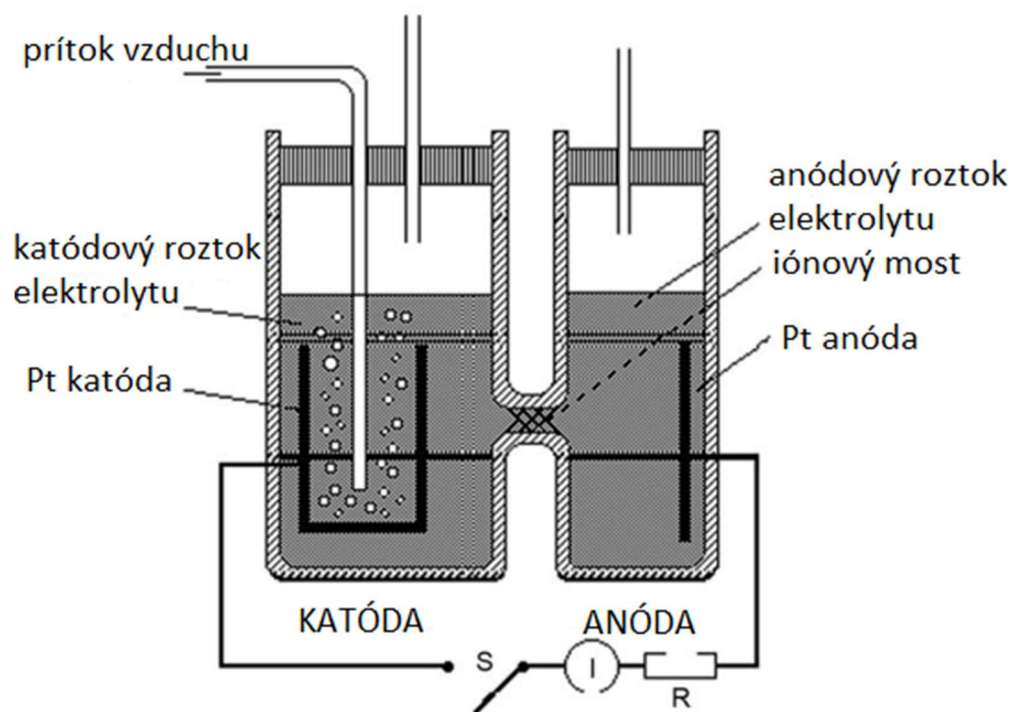 prítok vzduchu
katódový roztok
elektrolytu
Pt katóda
anódový roztok
elektrolytu
iónový most
Pt anóda
KATÓDA
ANÓDA
S
I
R